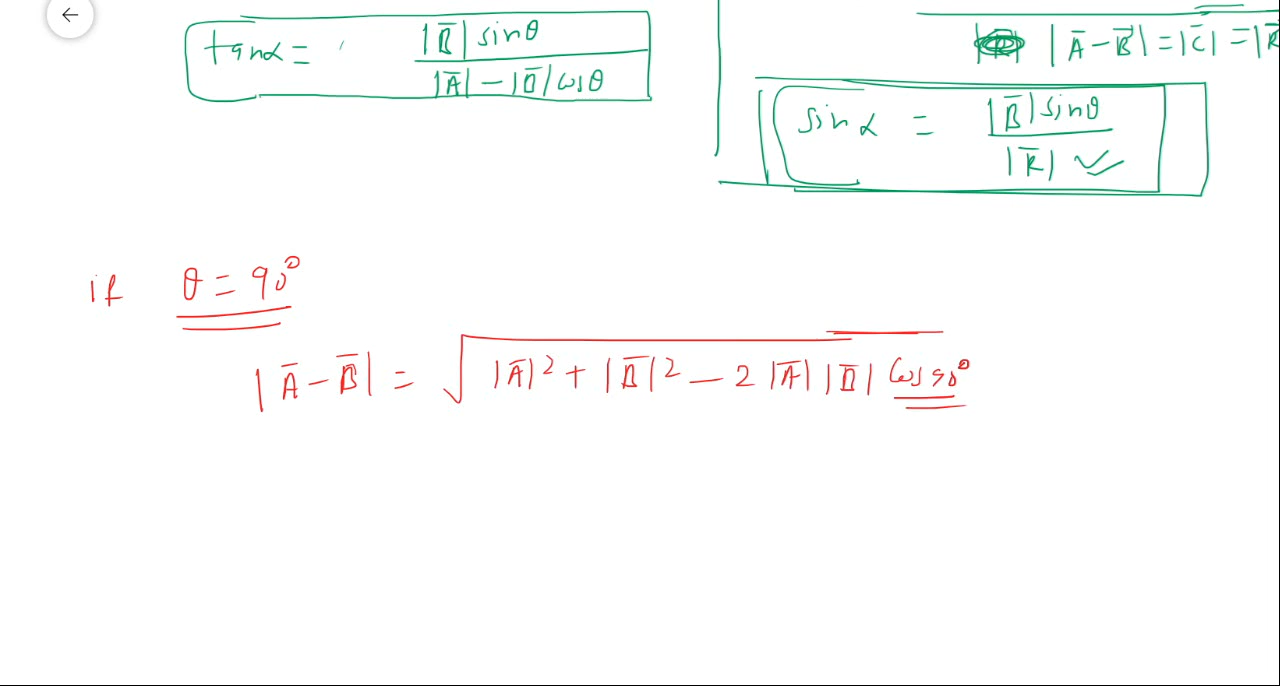 tanα = |B̅| sinθ / |A̅| - |B̅| cosθ
|A̅ - B̅| = |C̅| = |R̅
sinα = |B̅| sinθ / |R̅|
if θ = 90°
|A̅ - B̅| = √|A̅|² + |B̅|² - 2 |A̅| |B̅| cos 90°